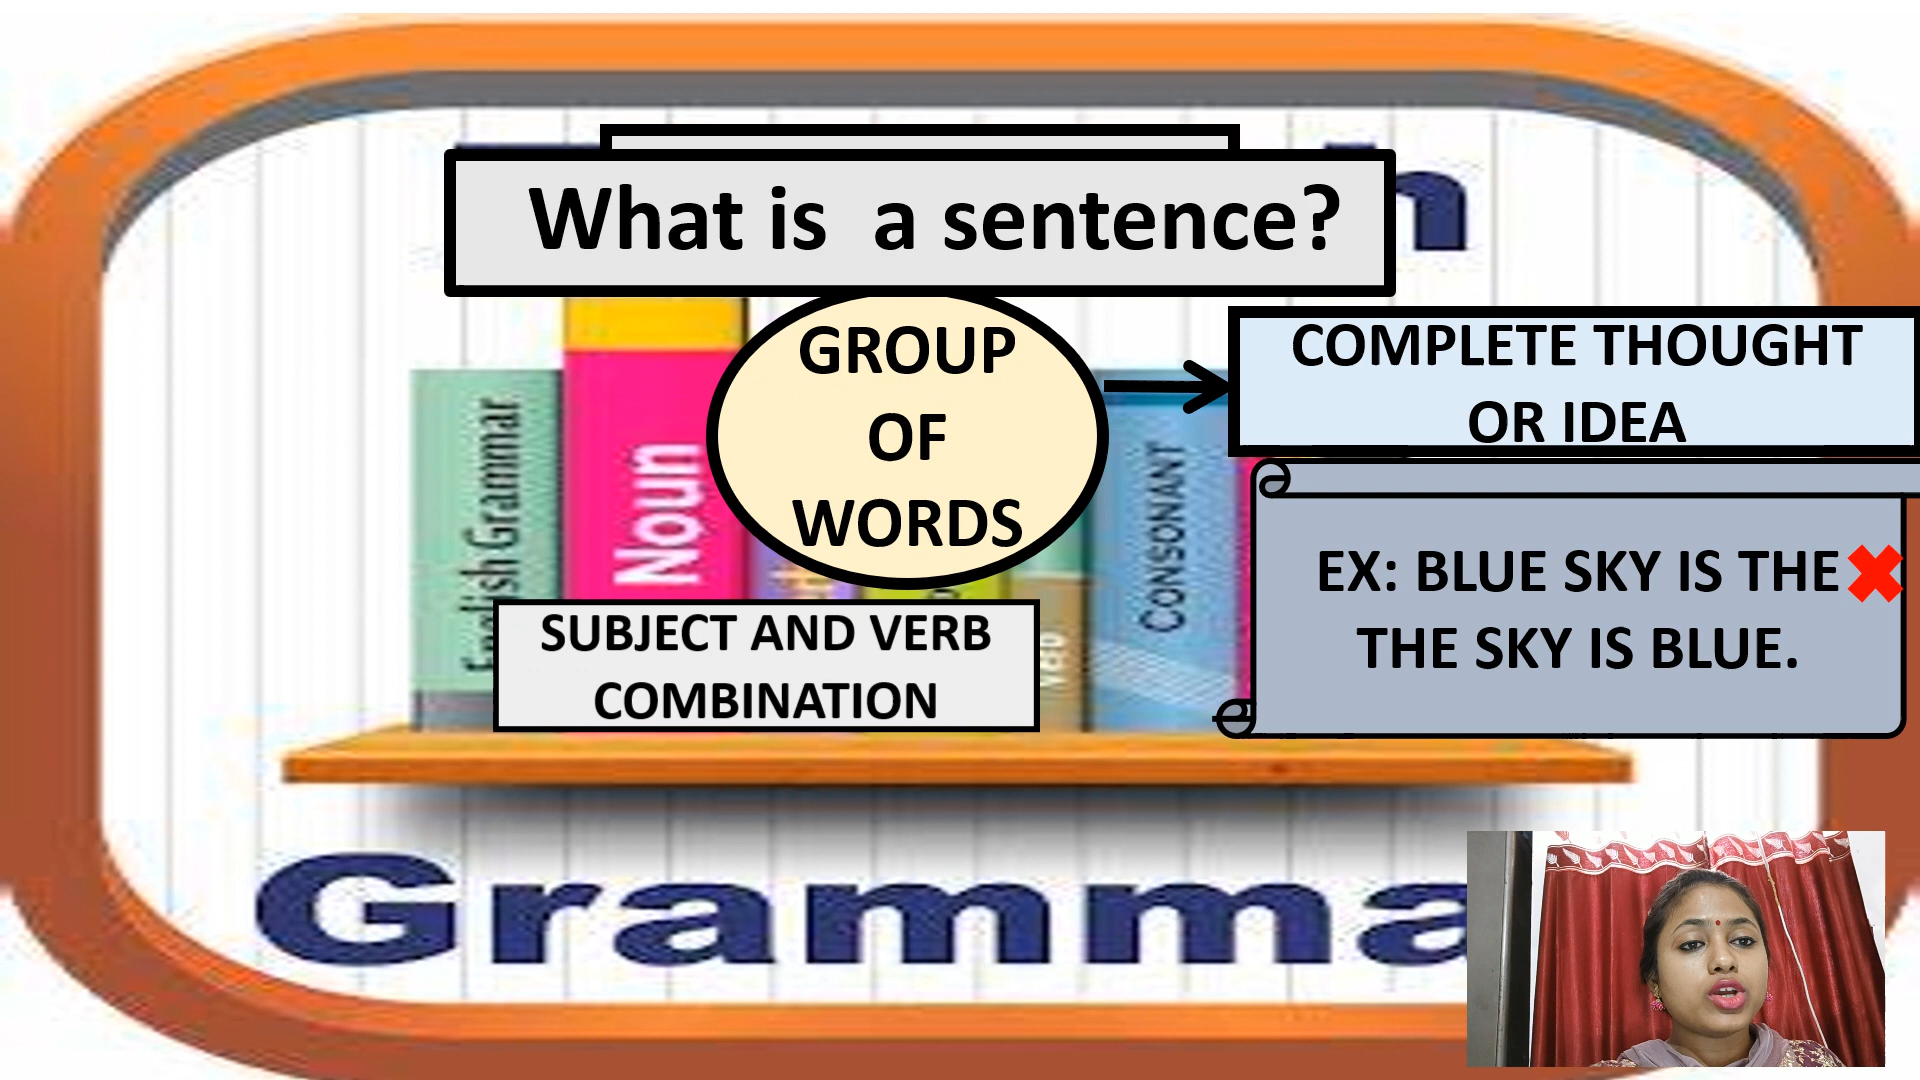 What is a sentence?
GROUP
OF
WORDS
COMPLETE THOUGHT
OR IDEA
English Grammar
Noun
CONSONANT
EX: BLUE SKY IS THE
THE SKY IS BLUE.
SUBJECT AND VERB
COMBINATION